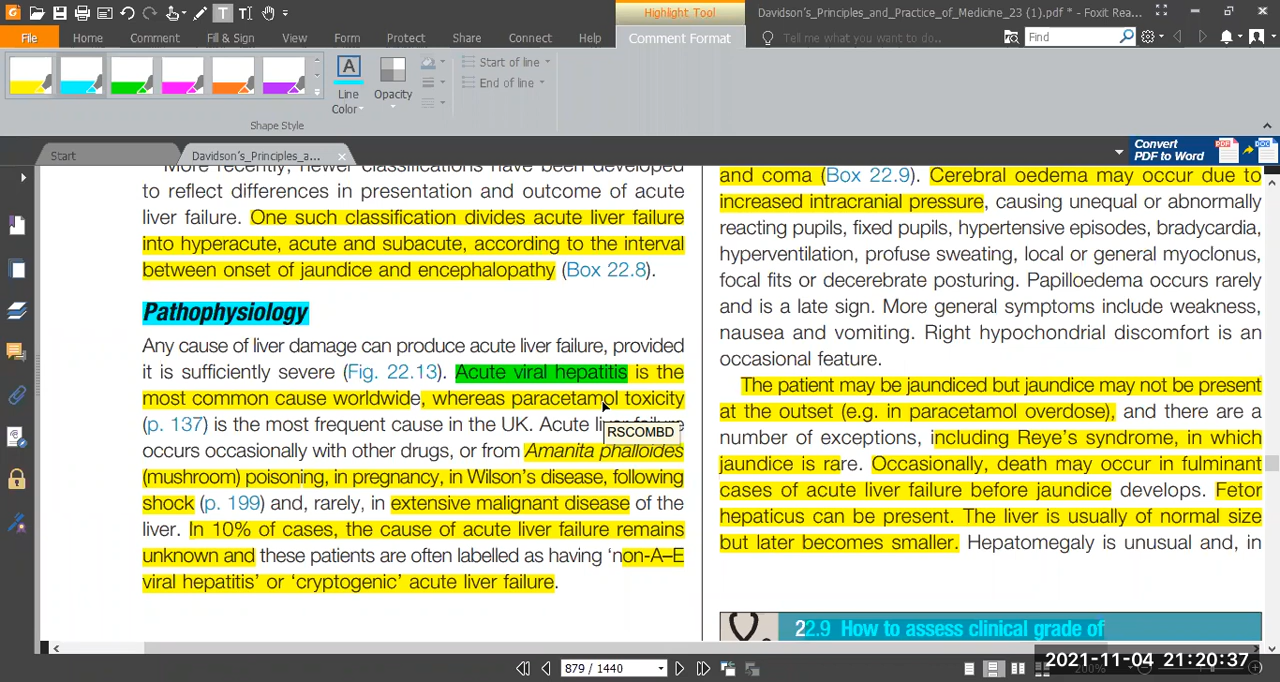 Highlight Tool
Davidson's_Principles_and_Practice_of_Medicine_23 (1).pdf * - Foxit Rea...
File
Home
Comment
Fill & Sign
View
Form
Protect
Share
Connect
Help
Comment Format
Tell me what you want to do..
Find
Line
Color
Opacity
Start of line
End of line
Shape Style
Start
Davidson's_Principles_a...
Convert
PDF to Word
More recently, newer classifications have been developed
to reflect differences in presentation and outcome of acute
liver failure. One such classification divides acute liver failure
into hyperacute, acute and subacute, according to the interval
between onset of jaundice and encephalopathy (Box 22.8).
Pathophysiology
Any cause of liver damage can produce acute liver failure, provided
it is sufficiently severe (Fig. 22.13). Acute viral hepatitis is the
most common cause worldwide, whereas paracetamol toxicity
(p. 137) is the most frequent cause in the UK. Acute liver failure
RSCOMBD
occurs occasionally with other drugs, or from Amanita phalloides
(mushroom) poisoning, in pregnancy, in Wilson's disease, following
shock (p. 199) and, rarely, in extensive malignant disease of the
liver. In 10% of cases, the cause of acute liver failure remains
unknown and these patients are often labelled as having 'non-A–E
viral hepatitis' or 'cryptogenic' acute liver failure.
and coma (Box 22.9). Cerebral oedema may occur due to
increased intracranial pressure, causing unequal or abnormally
reacting pupils, fixed pupils, hypertensive episodes, bradycardia,
hyperventilation, profuse sweating, local or general myoclonus,
focal fits or decerebrate posturing. Papilloedema occurs rarely
and is a late sign. More general symptoms include weakness,
nausea and vomiting. Right hypochondrial discomfort is an
occasional feature.
The patient may be jaundiced but jaundice may not be present
at the outset (e.g. in paracetamol overdose), and there are a
number of exceptions, including Reye's syndrome, in which
jaundice is rare. Occasionally, death may occur in fulminant
cases of acute liver failure before jaundice develops. Fetor
hepaticus can be present. The liver is usually of normal size
but later becomes smaller. Hepatomegaly is unusual and, in
22.9 How to assess clinical grade of
879 / 1440
2021-11-04 21:20:37